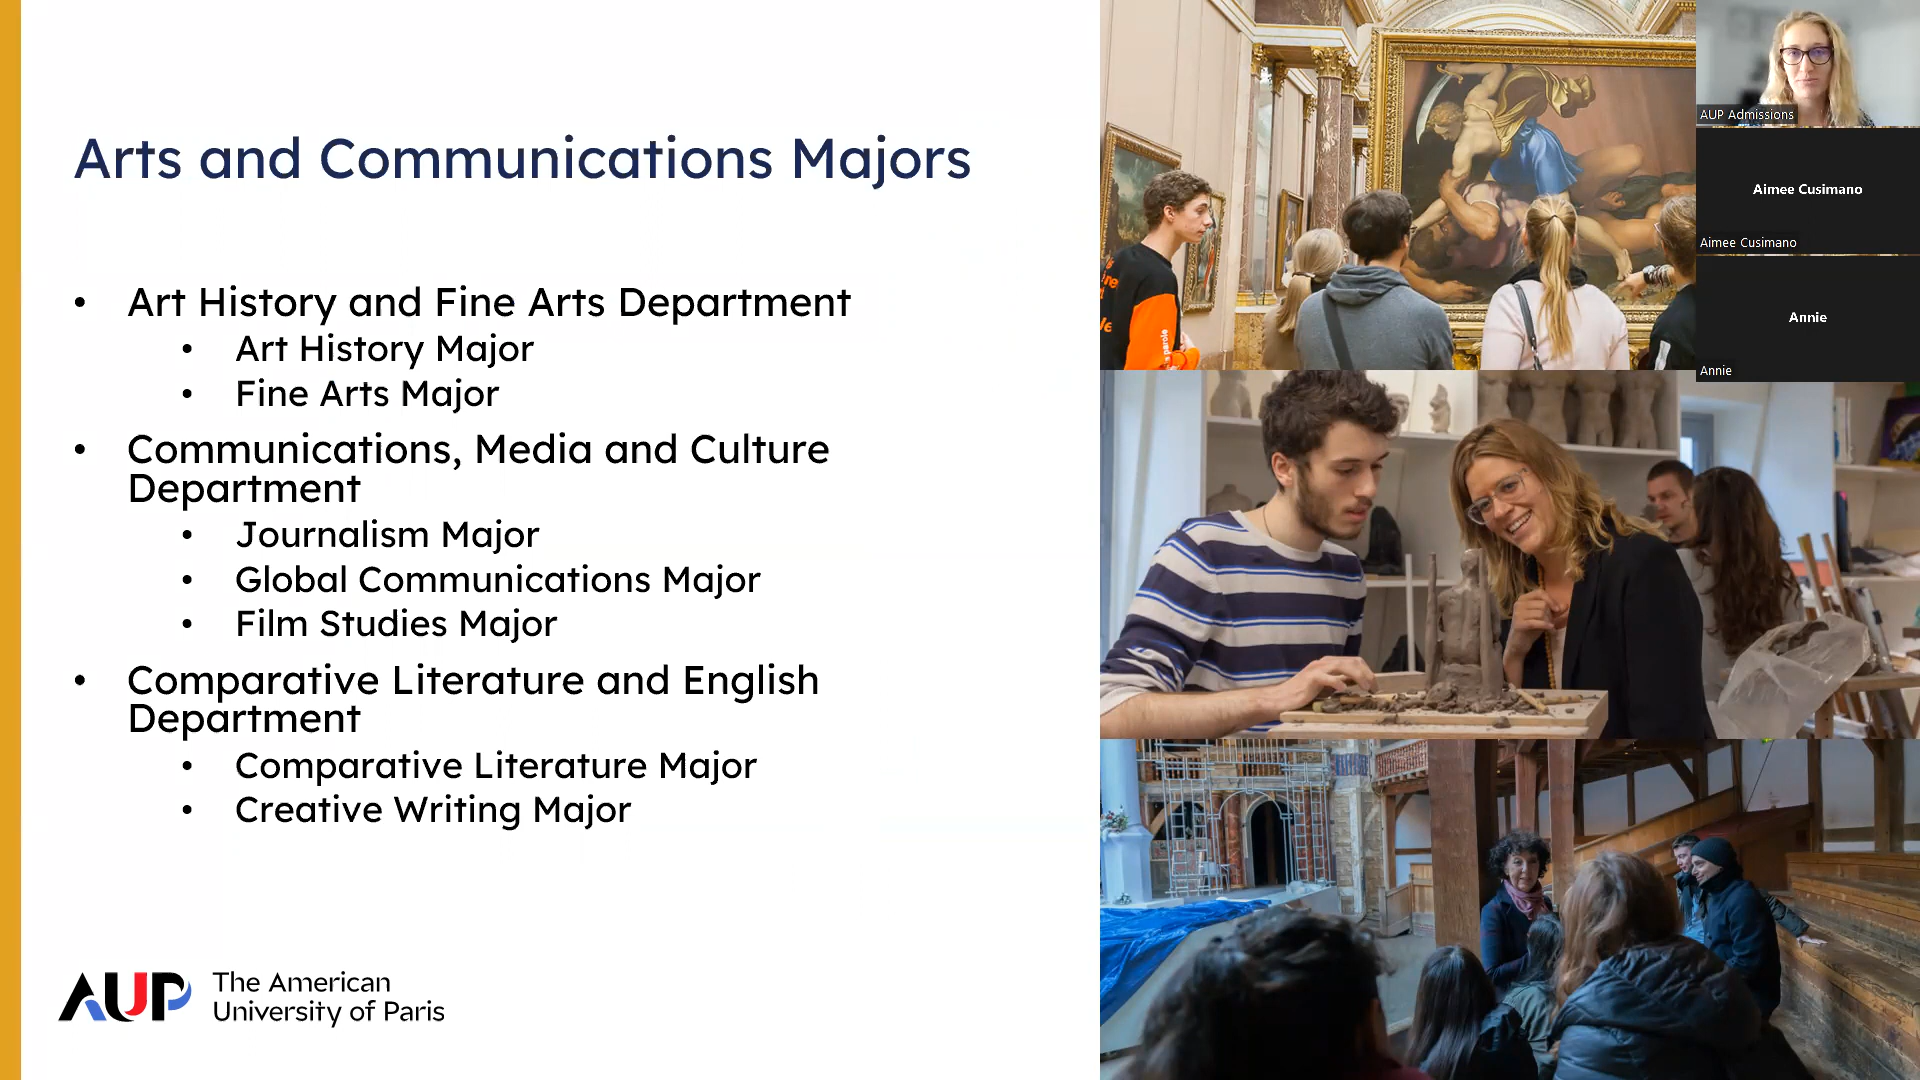 Arts and Communications Majors
• Art History and Fine Arts Department
• Art History Major
• Fine Arts Major
• Communications, Media and Culture
Department
• Journalism Major
• Global Communications Major
• Film Studies Major
• Comparative Literature and English
Department
• Comparative Literature Major
• Creative Writing Major
AUP
The American
University of Paris
AUP Admissions
Aimee Cusimano
Aimee Cusimano
Annie
Annie
parole